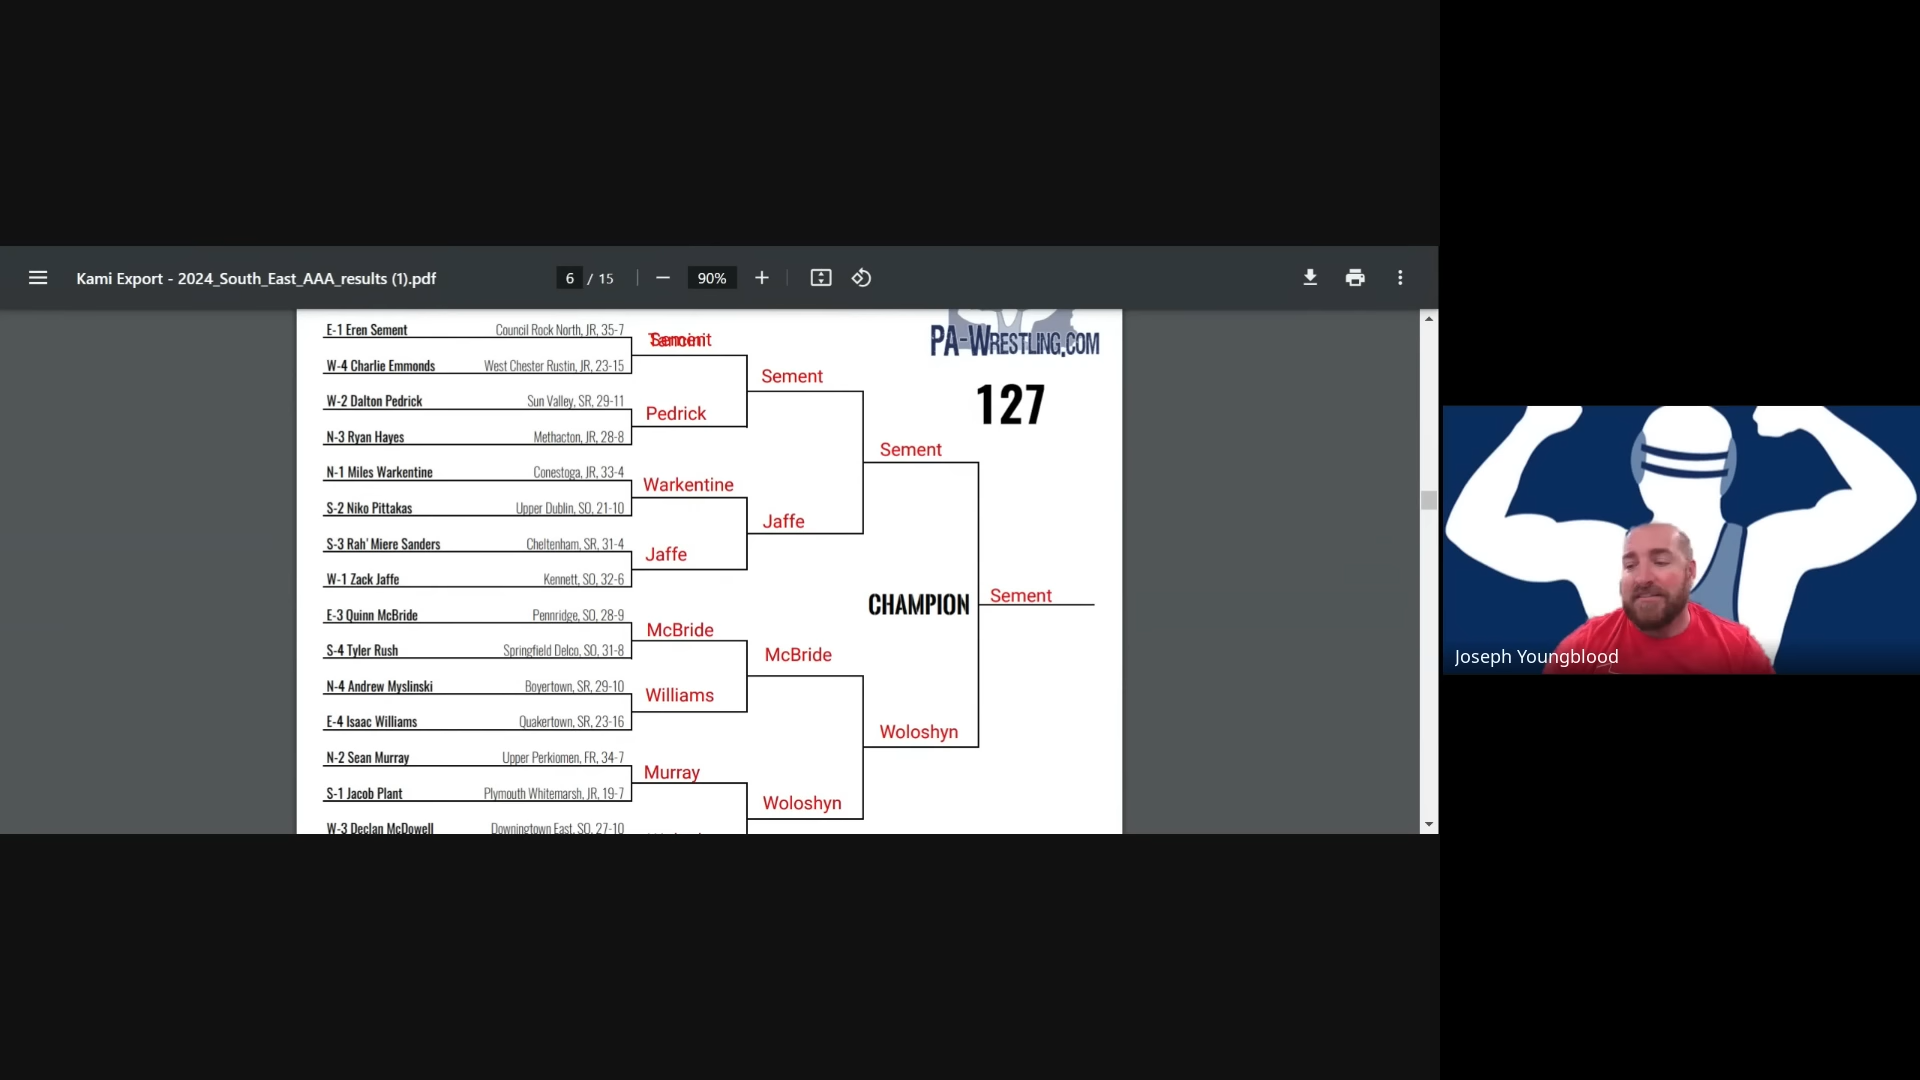 Kami Export - 2024_South_East_AAA_results (1).pdf
6 / 15
90%
PA-WRESTLING.COM
127
E-1 Eren Sement Council Rock North, JR, 35-7
Sement
W-4 Charlie Emmonds West Chester Rustin, JR, 23-15
Sement
W-2 Dalton Pedrick Sun Valley, SR, 29-11
Pedrick
N-3 Ryan Hayes Methacton, JR, 28-8
Sement
N-1 Miles Warkentine Conestoga, JR, 33-4
Warkentine
S-2 Niko Pittakas Upper Dublin, SO, 21-10
Jaffe
S-3 Rah'Miere Sanders Cheltenham, SR, 31-4
Jaffe
W-1 Zack Jaffe Kennett, SO, 32-6
CHAMPION Sement
E-3 Quinn McBride Pennridge, SO, 28-9
McBride
S-4 Tyler Rush Springfield Delco, SO, 31-8
McBride
N-4 Andrew Myslinski Boyertown, SR, 29-10
Williams
E-4 Isaac Williams Quakertown, SR, 23-16
Woloshyn
N-2 Sean Murray Upper Perkiomen, FR, 34-7
Murray
S-1 Jacob Plant Plymouth Whitemarsh, JR, 19-7
Woloshyn
W-3 Declan McDowell Downingtown East, SO, 27-10
Joseph Youngblood